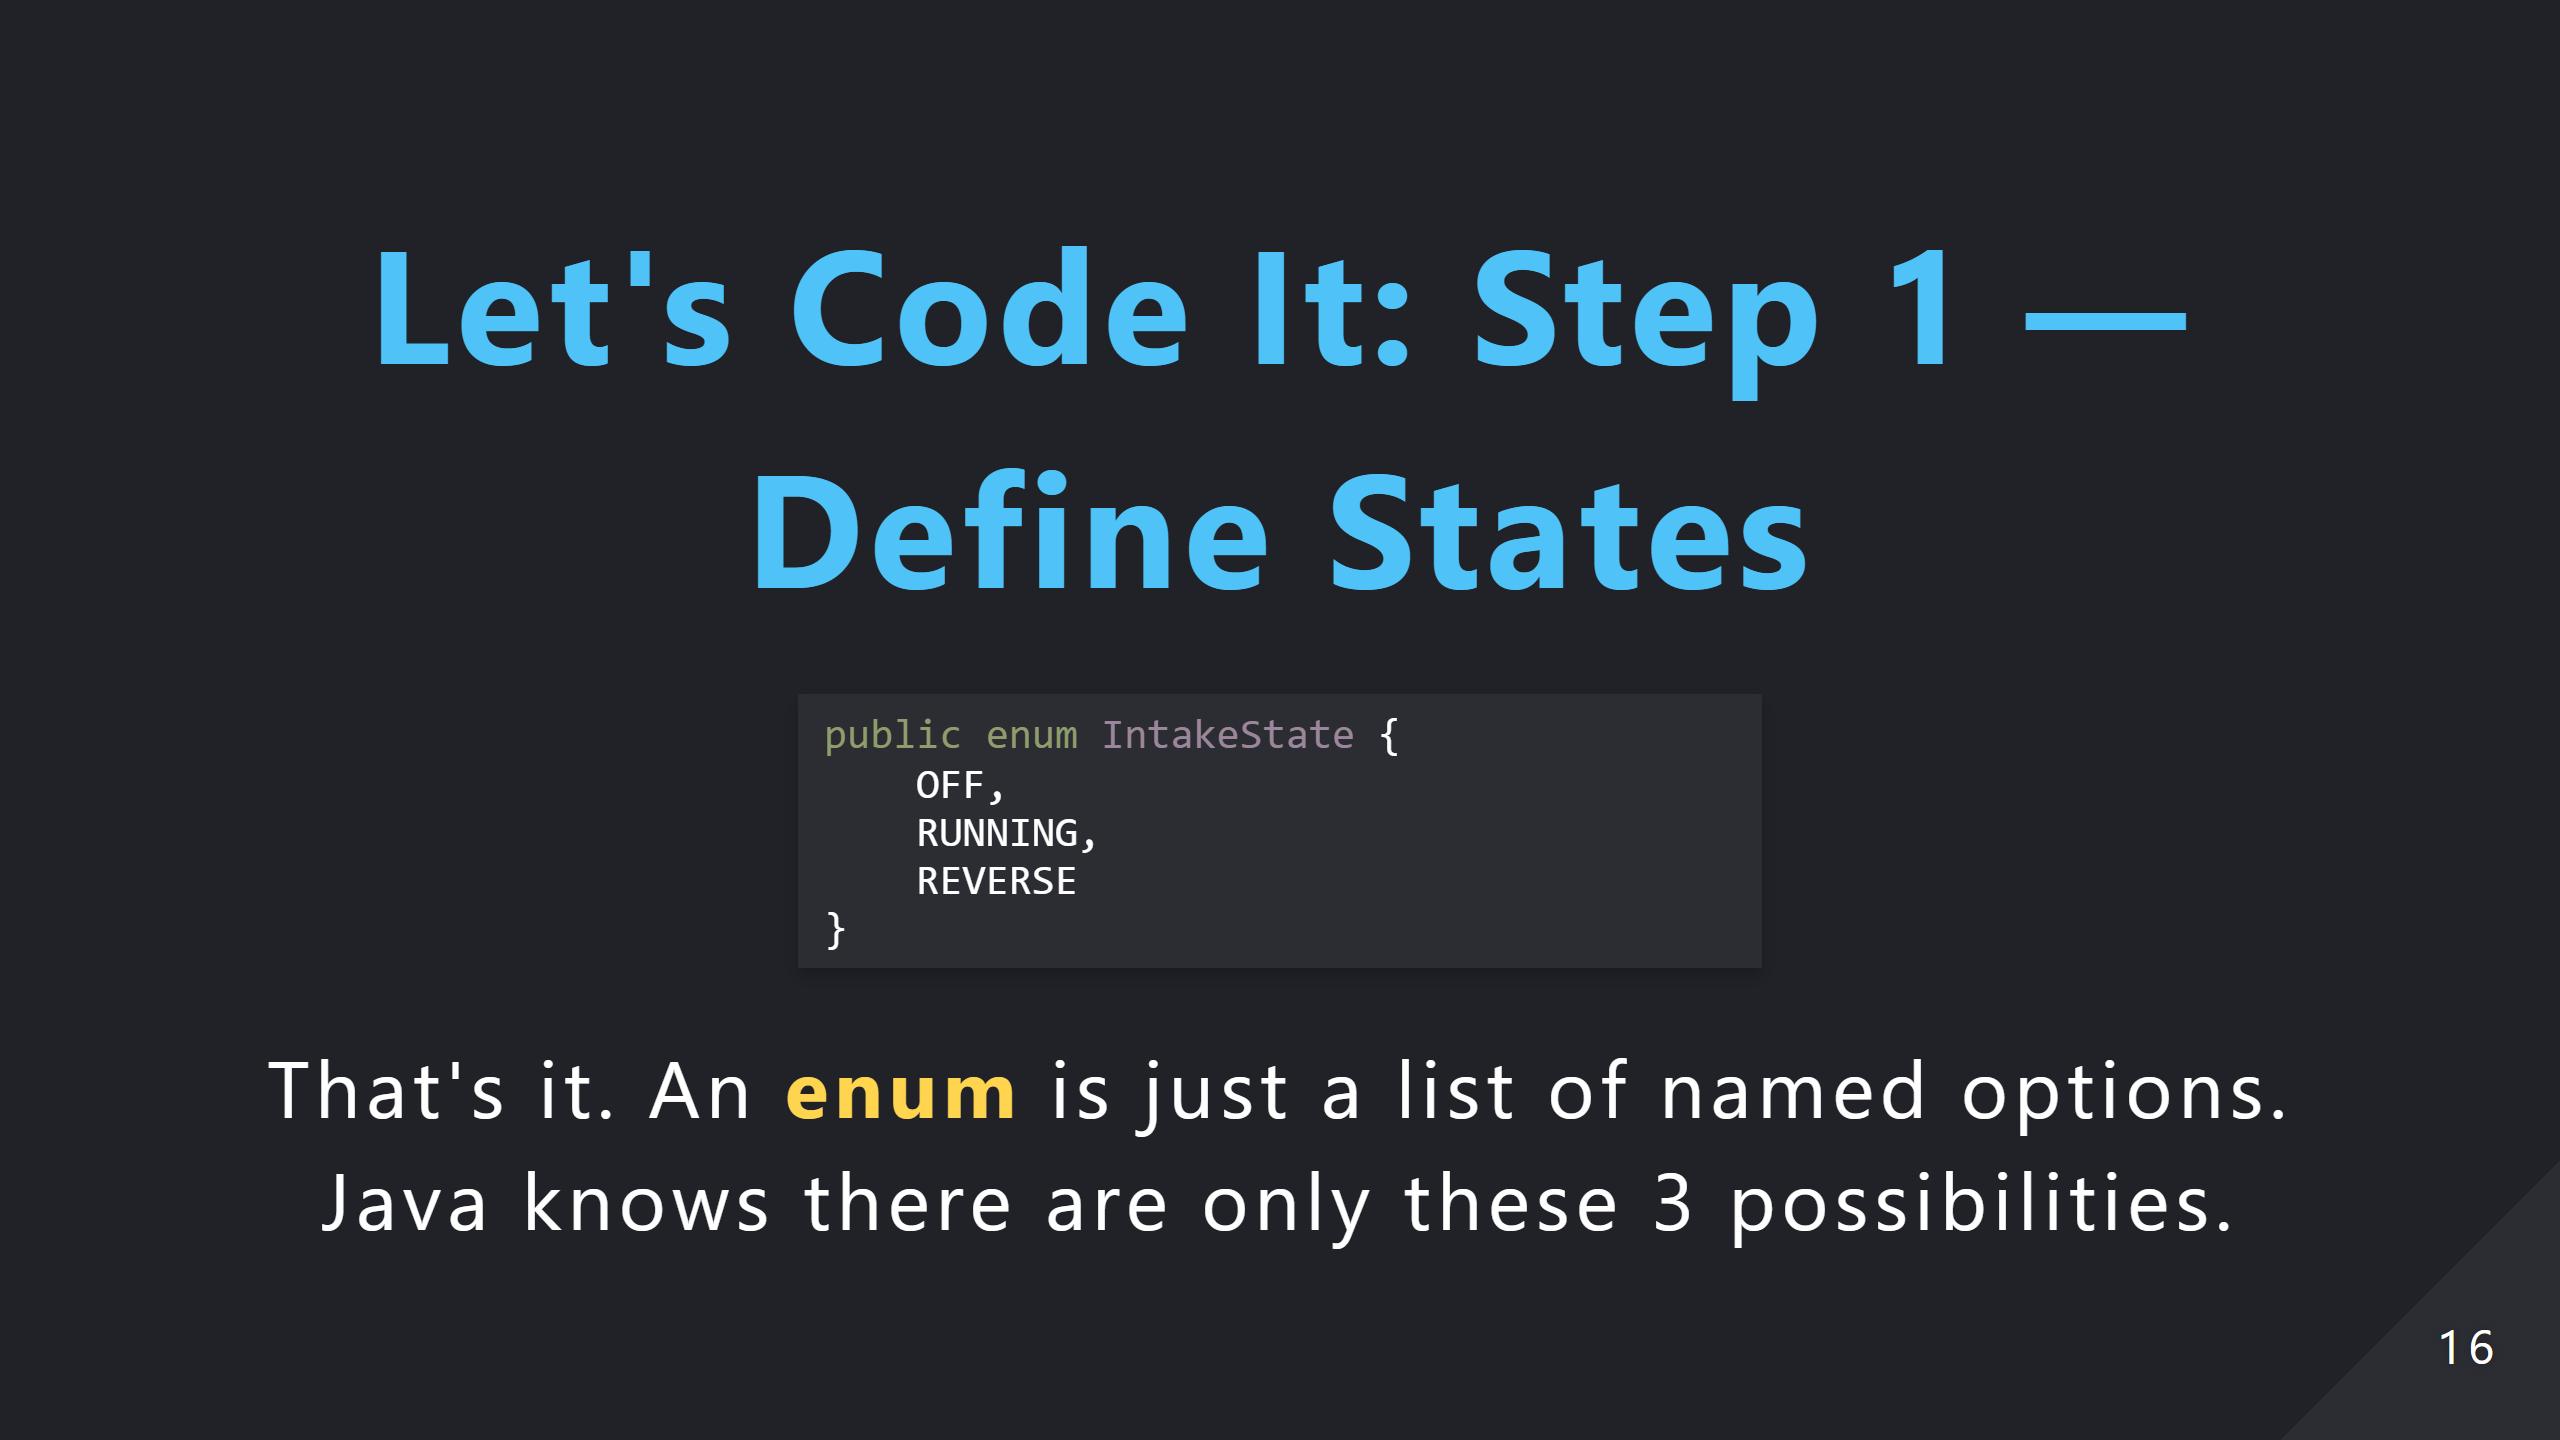 Let's Code It: Step 1 —
Define States
public enum IntakeState {
    OFF,
    RUNNING,
    REVERSE
}
That's it. An enum is just a list of named options.
Java knows there are only these 3 possibilities.
16